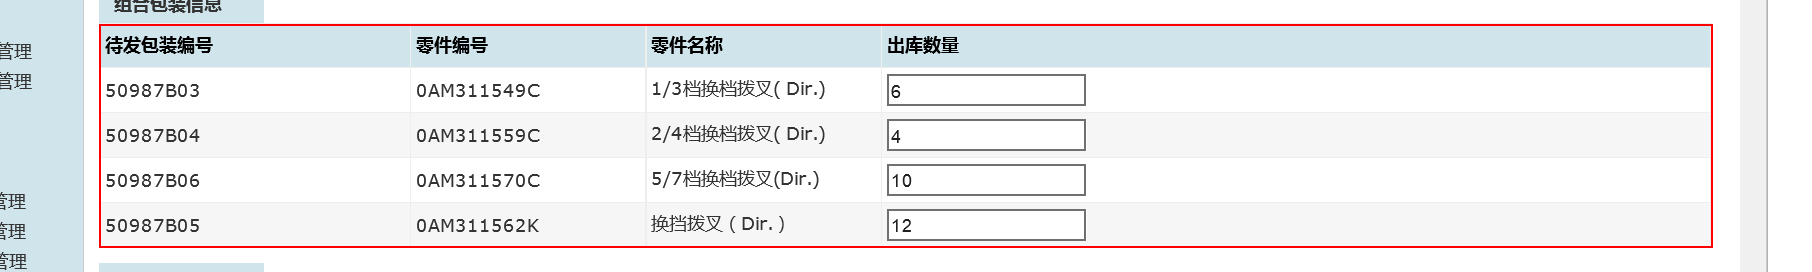 组合包装信息
管理
管理
管理
管理
管理
待发包装编号 零件编号 零件名称 出库数量
50987B03 0AM311549C 1/3档换档拨叉( Dir.) 6
50987B04 0AM311559C 2/4档换档拨叉( Dir.) 4
50987B06 0AM311570C 5/7档换档拨叉(Dir.) 10
50987B05 0AM311562K 换挡拨叉 ( Dir. ) 12